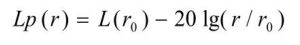 Lp (r) = L(r₀) − 20 lg(r / r₀)